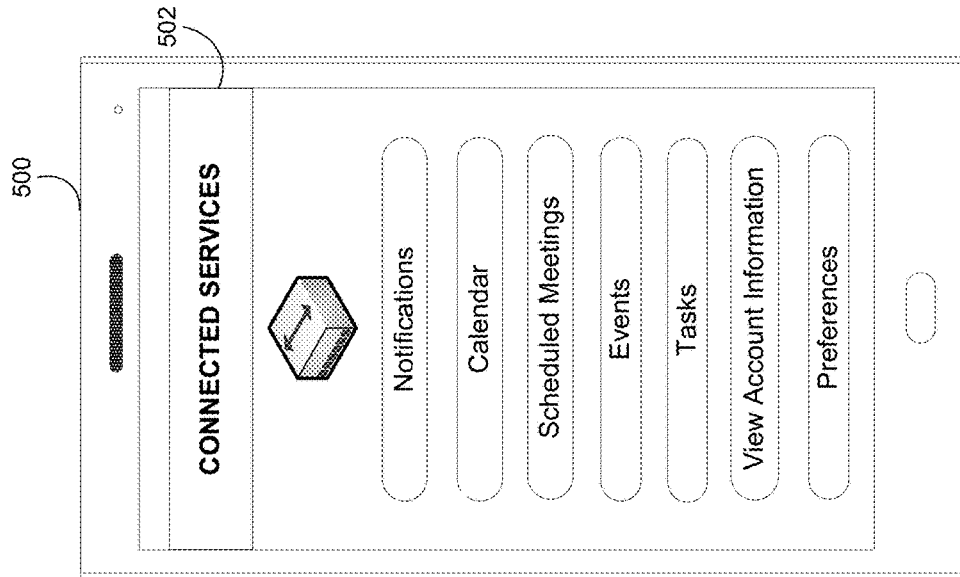 500
502
CONNECTED SERVICES
Notifications
Calendar
Scheduled Meetings
Events
Tasks
View Account Information
Preferences